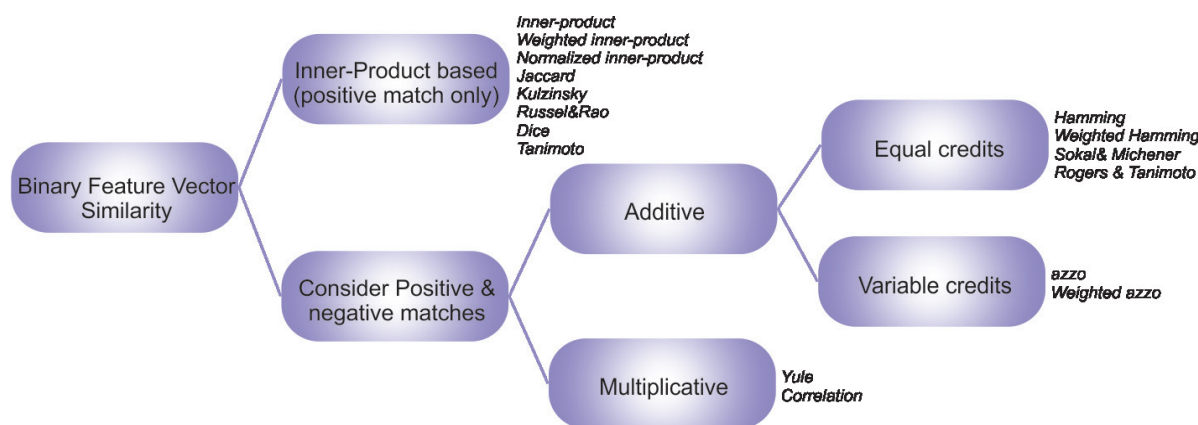 Inner-Product based
(positive match only)
Inner-product
Weighted inner-product
Normalized inner-product
Jaccard
Kulzinsky
Russel&Rao
Dice
Tanimoto
Binary Feature Vector
Similarity
Consider Positive &
negative matches
Additive
Equal credits
Hamming
Weighted Hamming
Sokal& Michener
Rogers & Tanimoto
Variable credits
azzo
Weighted azzo
Multiplicative
Yule
Correlation